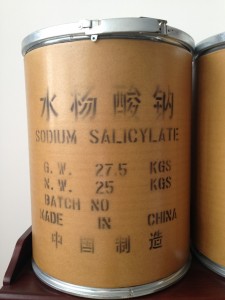 水杨酸钠
SODIUM SALICYLATE
G.W. 27.5 KGS
N.W. 25 KGS
BATCH NO
MADE IN CHINA
中国制造